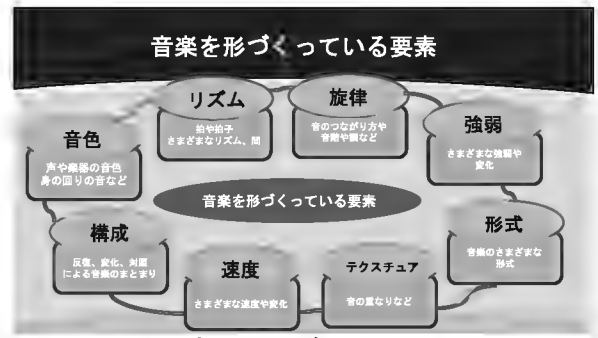 音楽を形づくっている要素
リズム
拍や拍子
さまざまなリズム、間
旋律
音のつながり方や
音階や調など
強弱
さまざまな強弱や
変化
形式
音楽のさまざまな
形式
テクスチュア
音の重なりなど
速度
さまざまな速度や変化
構成
反復、変化、対照
による音楽のまとまり
音色
声や楽器の音色
身の回りの音など
音楽を形づくっている要素